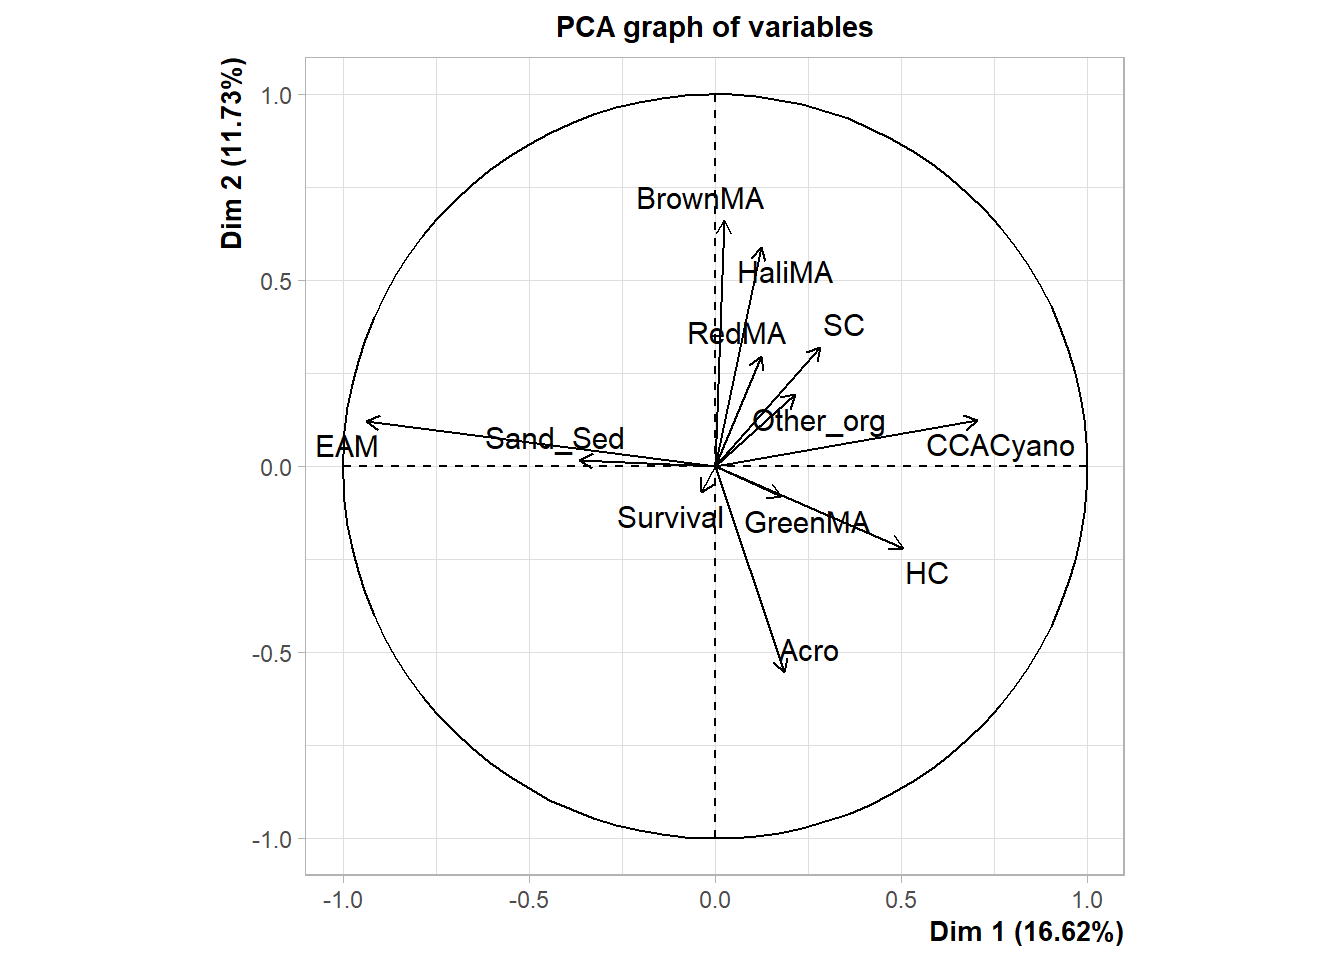 PCA graph of variables
Dim 2 (11.73%)
1.0
0.5
0.0
-0.5
-1.0
BrownMA
HaliMA
SC
RedMA
Other_org
Sand_Sed
EAM
CCACyano
Survival
GreenMA
HC
Acro
-1.0
-0.5
0.0
0.5
1.0
Dim 1 (16.62%)